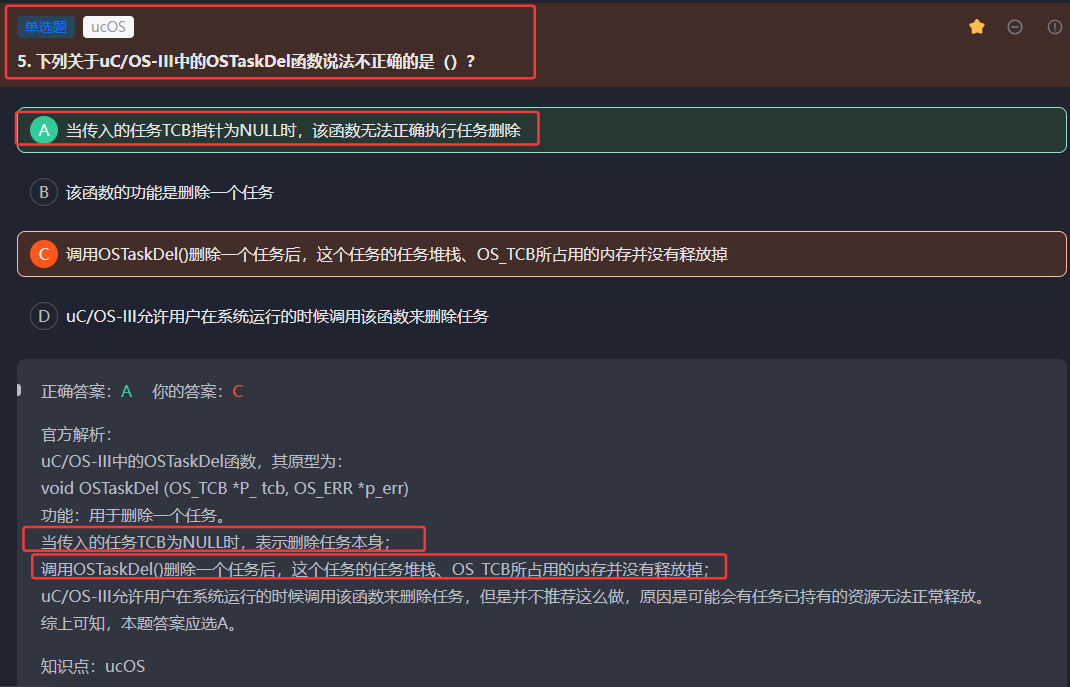 单选题 ucOS
5. 下列关于uC/OS-III中的OSTaskDel函数说法不正确的是（）？
A 当传入的任务TCB指针为NULL时，该函数无法正确执行任务删除
B 该函数的功能是删除一个任务
C 调用OSTaskDel()删除一个任务后，这个任务的任务堆栈、OS_TCB所占用的内存并没有释放掉
D uC/OS-III允许用户在系统运行的时候调用该函数来删除任务
正确答案：A 你的答案：C
官方解析：
uC/OS-III中的OSTaskDel函数，其原型为：
void OSTaskDel (OS_TCB *P_ tcb, OS_ERR *p_err)
功能：用于删除一个任务。
当传入的任务TCB为NULL时，表示删除任务本身；
调用OSTaskDel()删除一个任务后，这个任务的任务堆栈、OS_TCB所占用的内存并没有释放掉；
uC/OS-III允许用户在系统运行的时候调用该函数来删除任务，但是并不推荐这么做，原因是可能会有任务已持有的资源无法正常释放。
综上可知，本题答案应选A。
知识点：ucOS